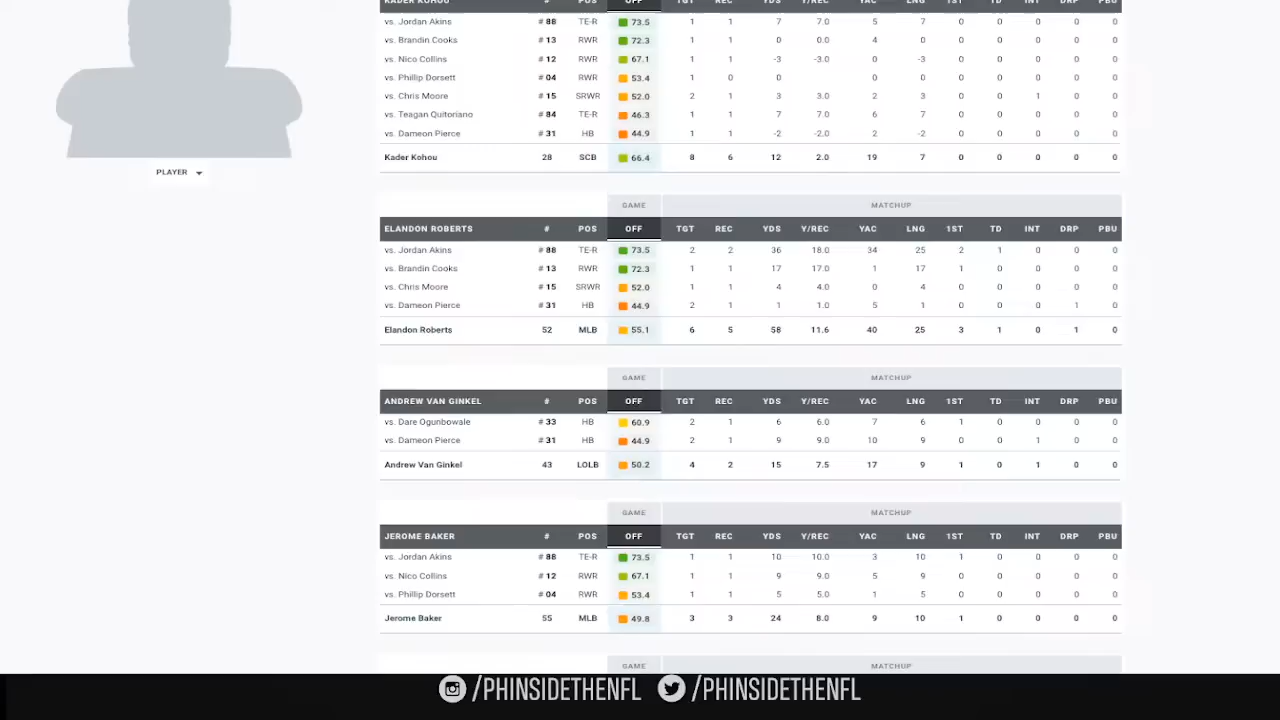 KADER KOHOU # POS OFF TGT REC YDS Y/REC YAC LNG 1ST TD INT DRP PBU
vs. Jordan Akins # 88 TE-R 73.5 1 1 7 7.0 5 7 0 0 0 0 0
vs. Brandin Cooks # 13 RWR 72.3 1 1 0 0.0 4 0 0 0 0 0 0
vs. Nico Collins # 12 RWR 67.1 1 1 -3 -3.0 0 -3 0 0 0 0 0
vs. Phillip Dorsett # 04 RWR 53.4 1 0 0 0 0 0 0 0 0 0
vs. Chris Moore # 15 SRWR 52.0 2 1 3 3.0 2 3 0 0 1 0 0
vs. Teagan Quitoriano # 84 TE-R 46.3 1 1 7 7.0 6 7 0 0 0 0 0
vs. Dameon Pierce # 31 HB 44.9 1 1 -2 -2.0 2 -2 0 0 0 0 0
Kader Kohou 28 SCB 66.4 8 6 12 2.0 19 7 0 0 0 0 0
PLAYER
GAME MATCHUP
ELANDON ROBERTS # POS OFF TGT REC YDS Y/REC YAC LNG 1ST TD INT DRP PBU
vs. Jordan Akins # 88 TE-R 73.5 2 2 36 18.0 34 25 2 1 0 0 0
vs. Brandin Cooks # 13 RWR 72.3 1 1 17 17.0 1 17 1 0 0 0 0
vs. Chris Moore # 15 SRWR 52.0 1 1 4 4.0 0 4 0 0 0 0 0
vs. Dameon Pierce # 31 HB 44.9 2 1 1 1.0 5 1 0 0 0 1 0
Elandon Roberts 52 MLB 55.1 6 5 58 11.6 40 25 3 1 0 1 0
GAME MATCHUP
ANDREW VAN GINKEL # POS OFF TGT REC YDS Y/REC YAC LNG 1ST TD INT DRP PBU
vs. Dare Ogunbowale # 33 HB 60.9 2 1 6 6.0 7 6 1 0 0 0 0
vs. Dameon Pierce # 31 HB 44.9 2 1 9 9.0 10 9 0 0 1 0 0
Andrew Van Ginkel 43 LOLB 50.2 4 2 15 7.5 17 9 1 0 1 0 0
GAME MATCHUP
JEROME BAKER # POS OFF TGT REC YDS Y/REC YAC LNG 1ST TD INT DRP PBU
vs. Jordan Akins # 88 TE-R 73.5 1 1 10 10.0 3 10 1 0 0 0 0
vs. Nico Collins # 12 RWR 67.1 1 1 9 9.0 5 9 0 0 0 0 0
vs. Phillip Dorsett # 04 RWR 53.4 1 1 5 5.0 1 5 0 0 0 0 0
Jerome Baker 55 MLB 49.8 3 3 24 8.0 9 10 1 0 0 0 0
GAME MATCHUP
/PHINSIDETHENFL /PHINSIDETHENFL